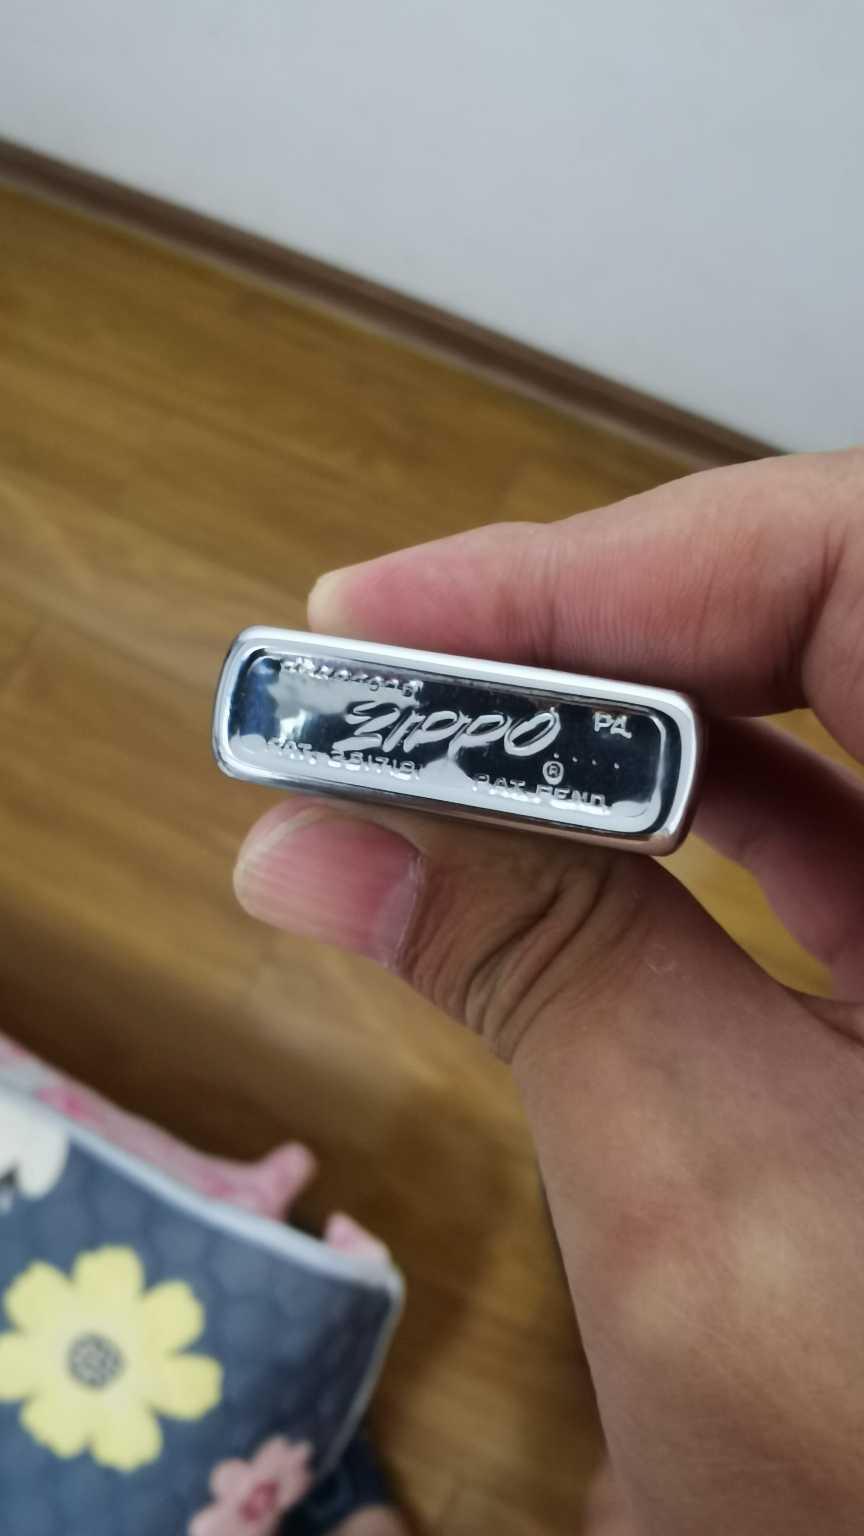 ZIPPO PA.
®....
PAT. 2517191 PAT. PEND.